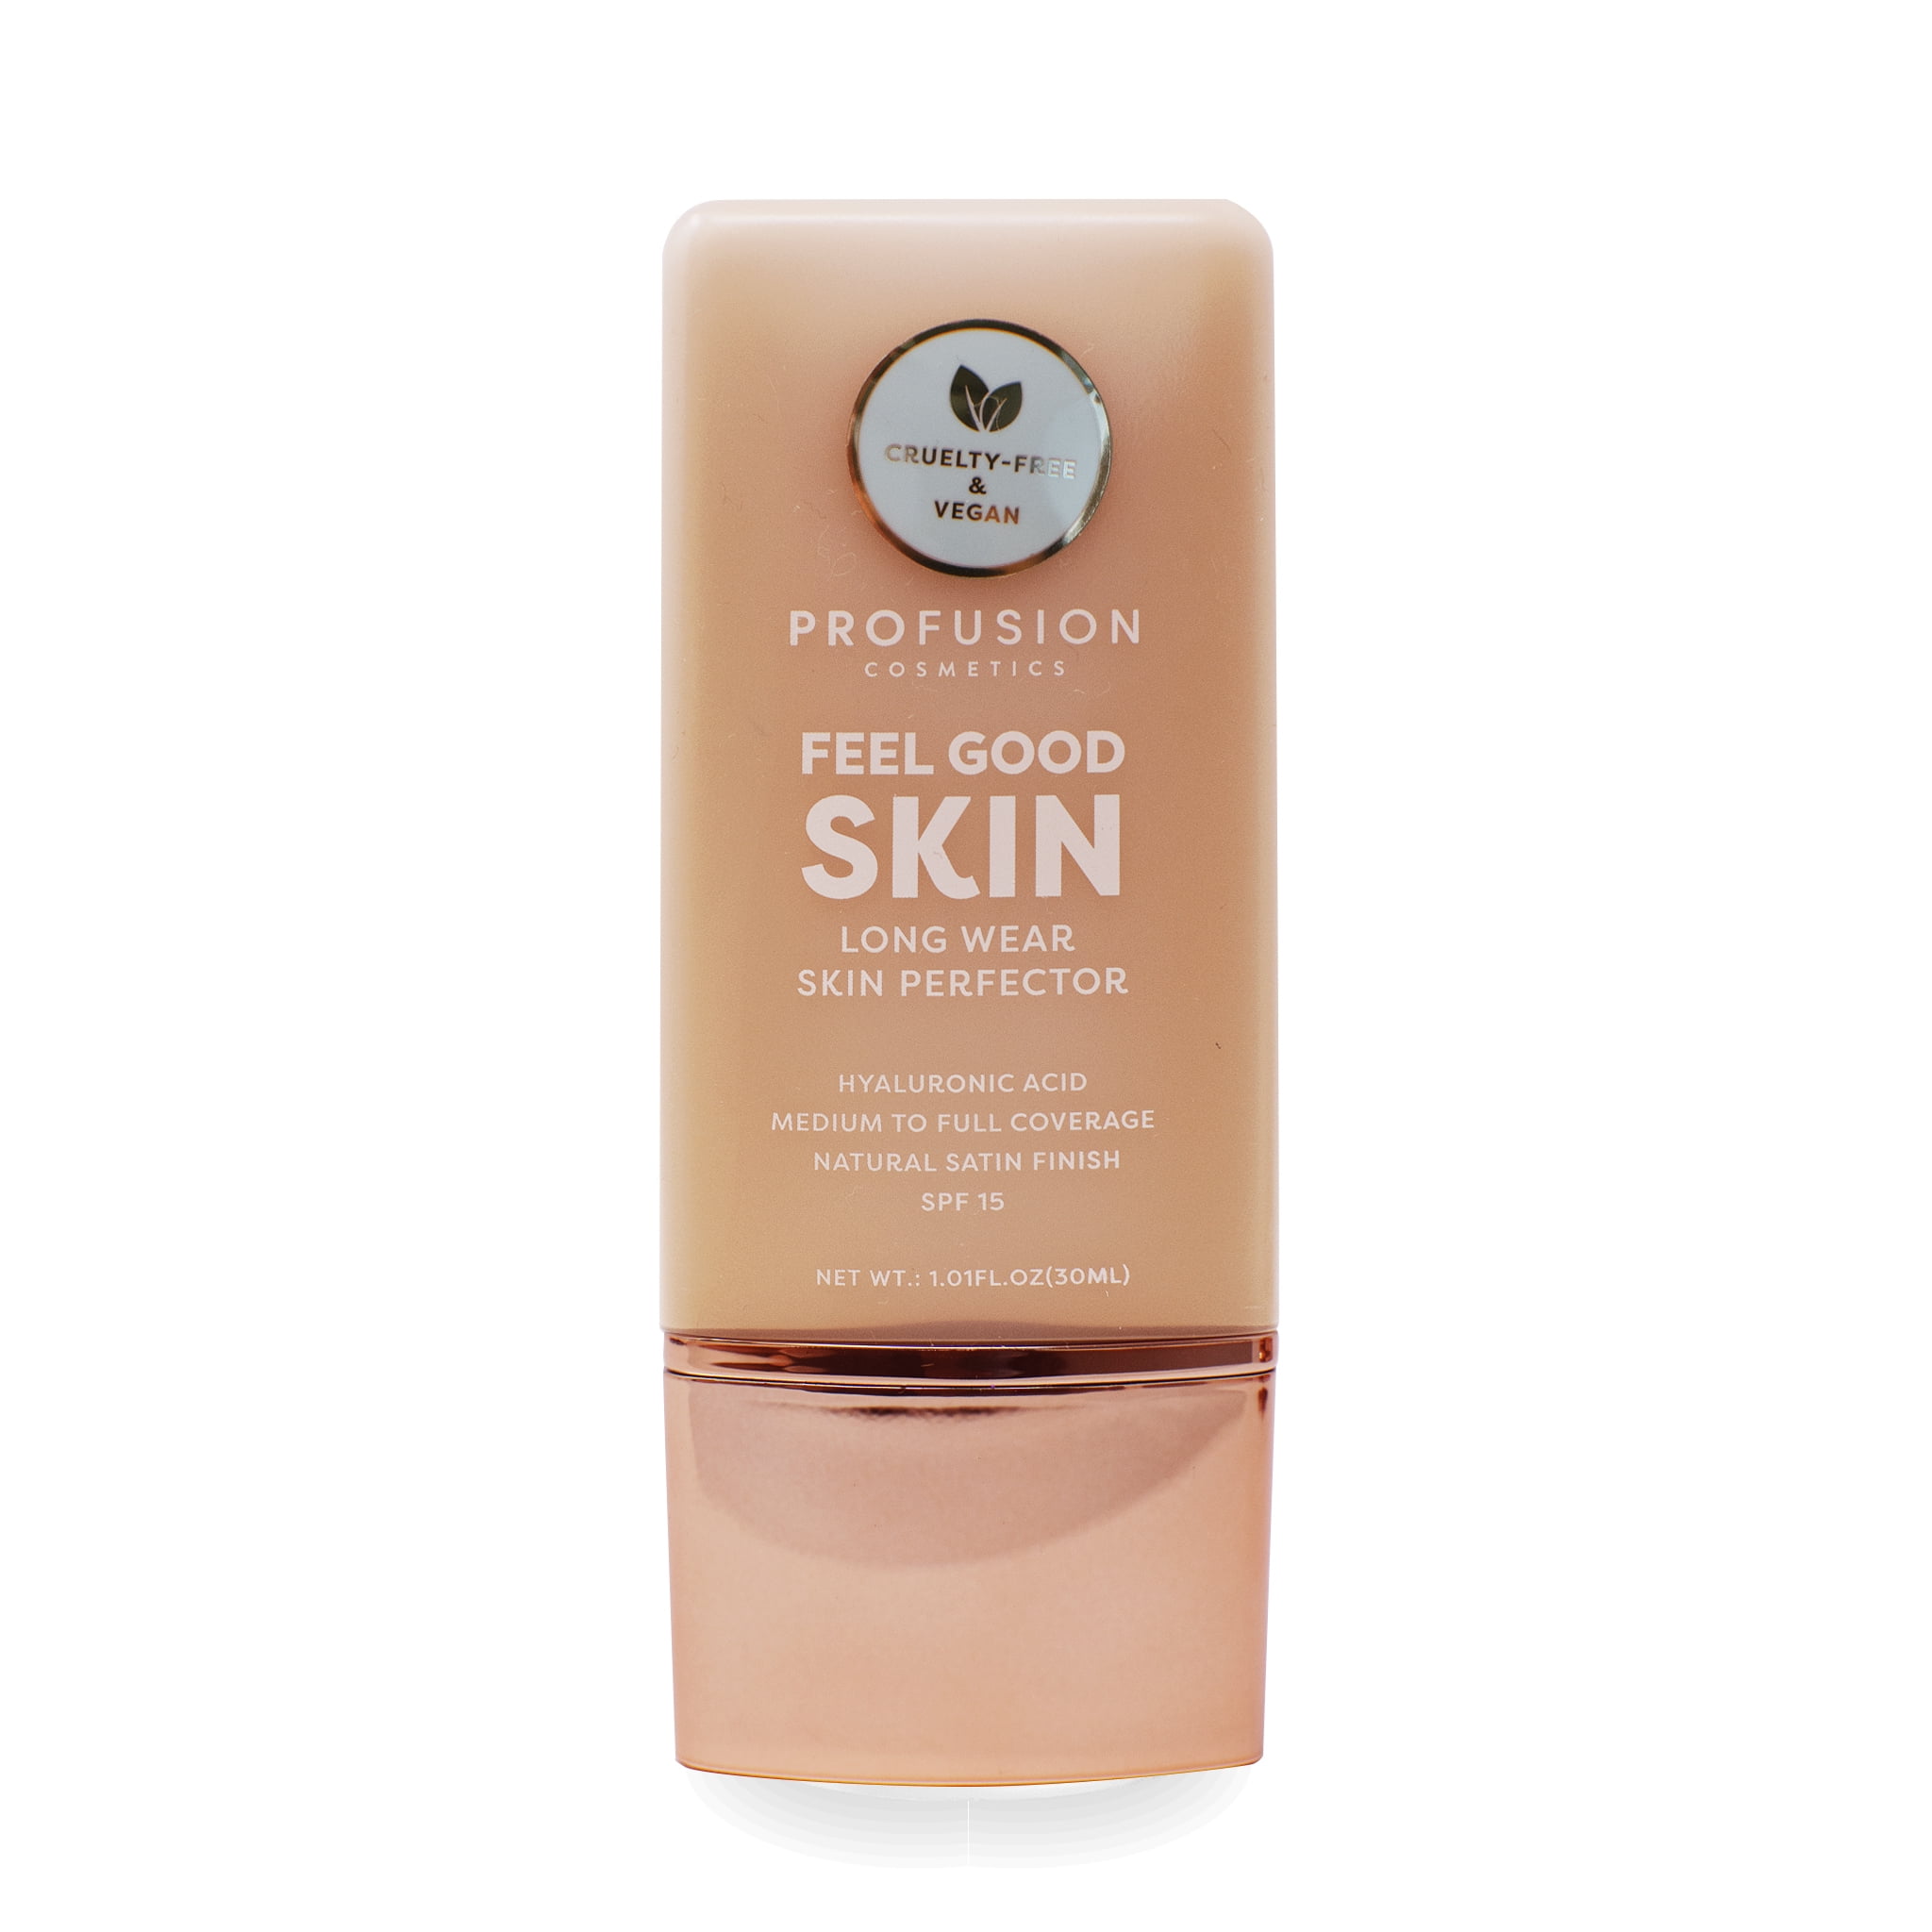 CRUELTY-FREE
&
VEGAN
PROFUSION
COSMETICS
FEEL GOOD
SKIN
LONG WEAR
SKIN PERFECTOR
HYALURONIC ACID
MEDIUM TO FULL COVERAGE
NATURAL SATIN FINISH
SPF 15
NET WT.: 1.01FL.OZ(30ML)